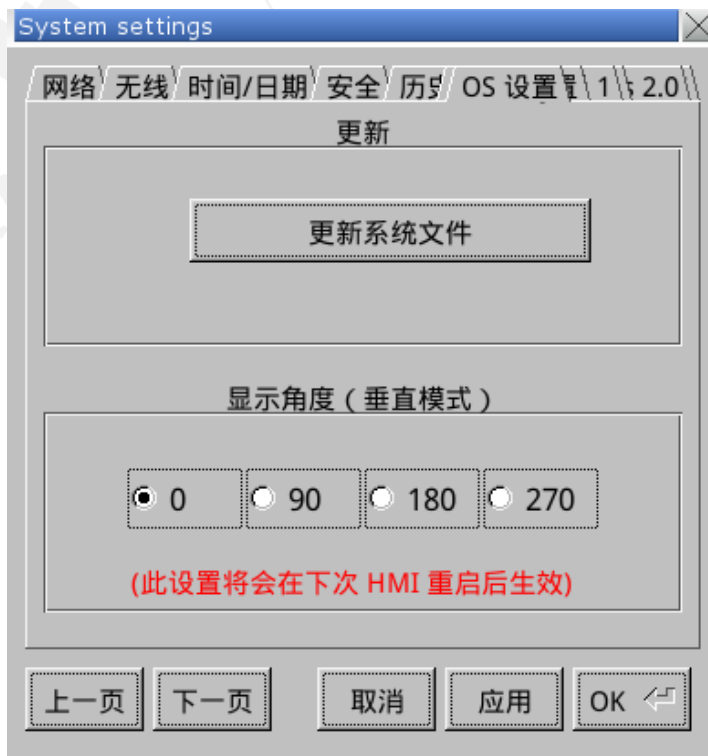 System settings
网络 无线 时间/日期 安全 OS 设置 1 2.0
更新
更新系统文件
显示角度（垂直模式）
0 90 180 270
(此设置将会在下次 HMI 重启后生效)
上一页 下一页 取消 应用 OK